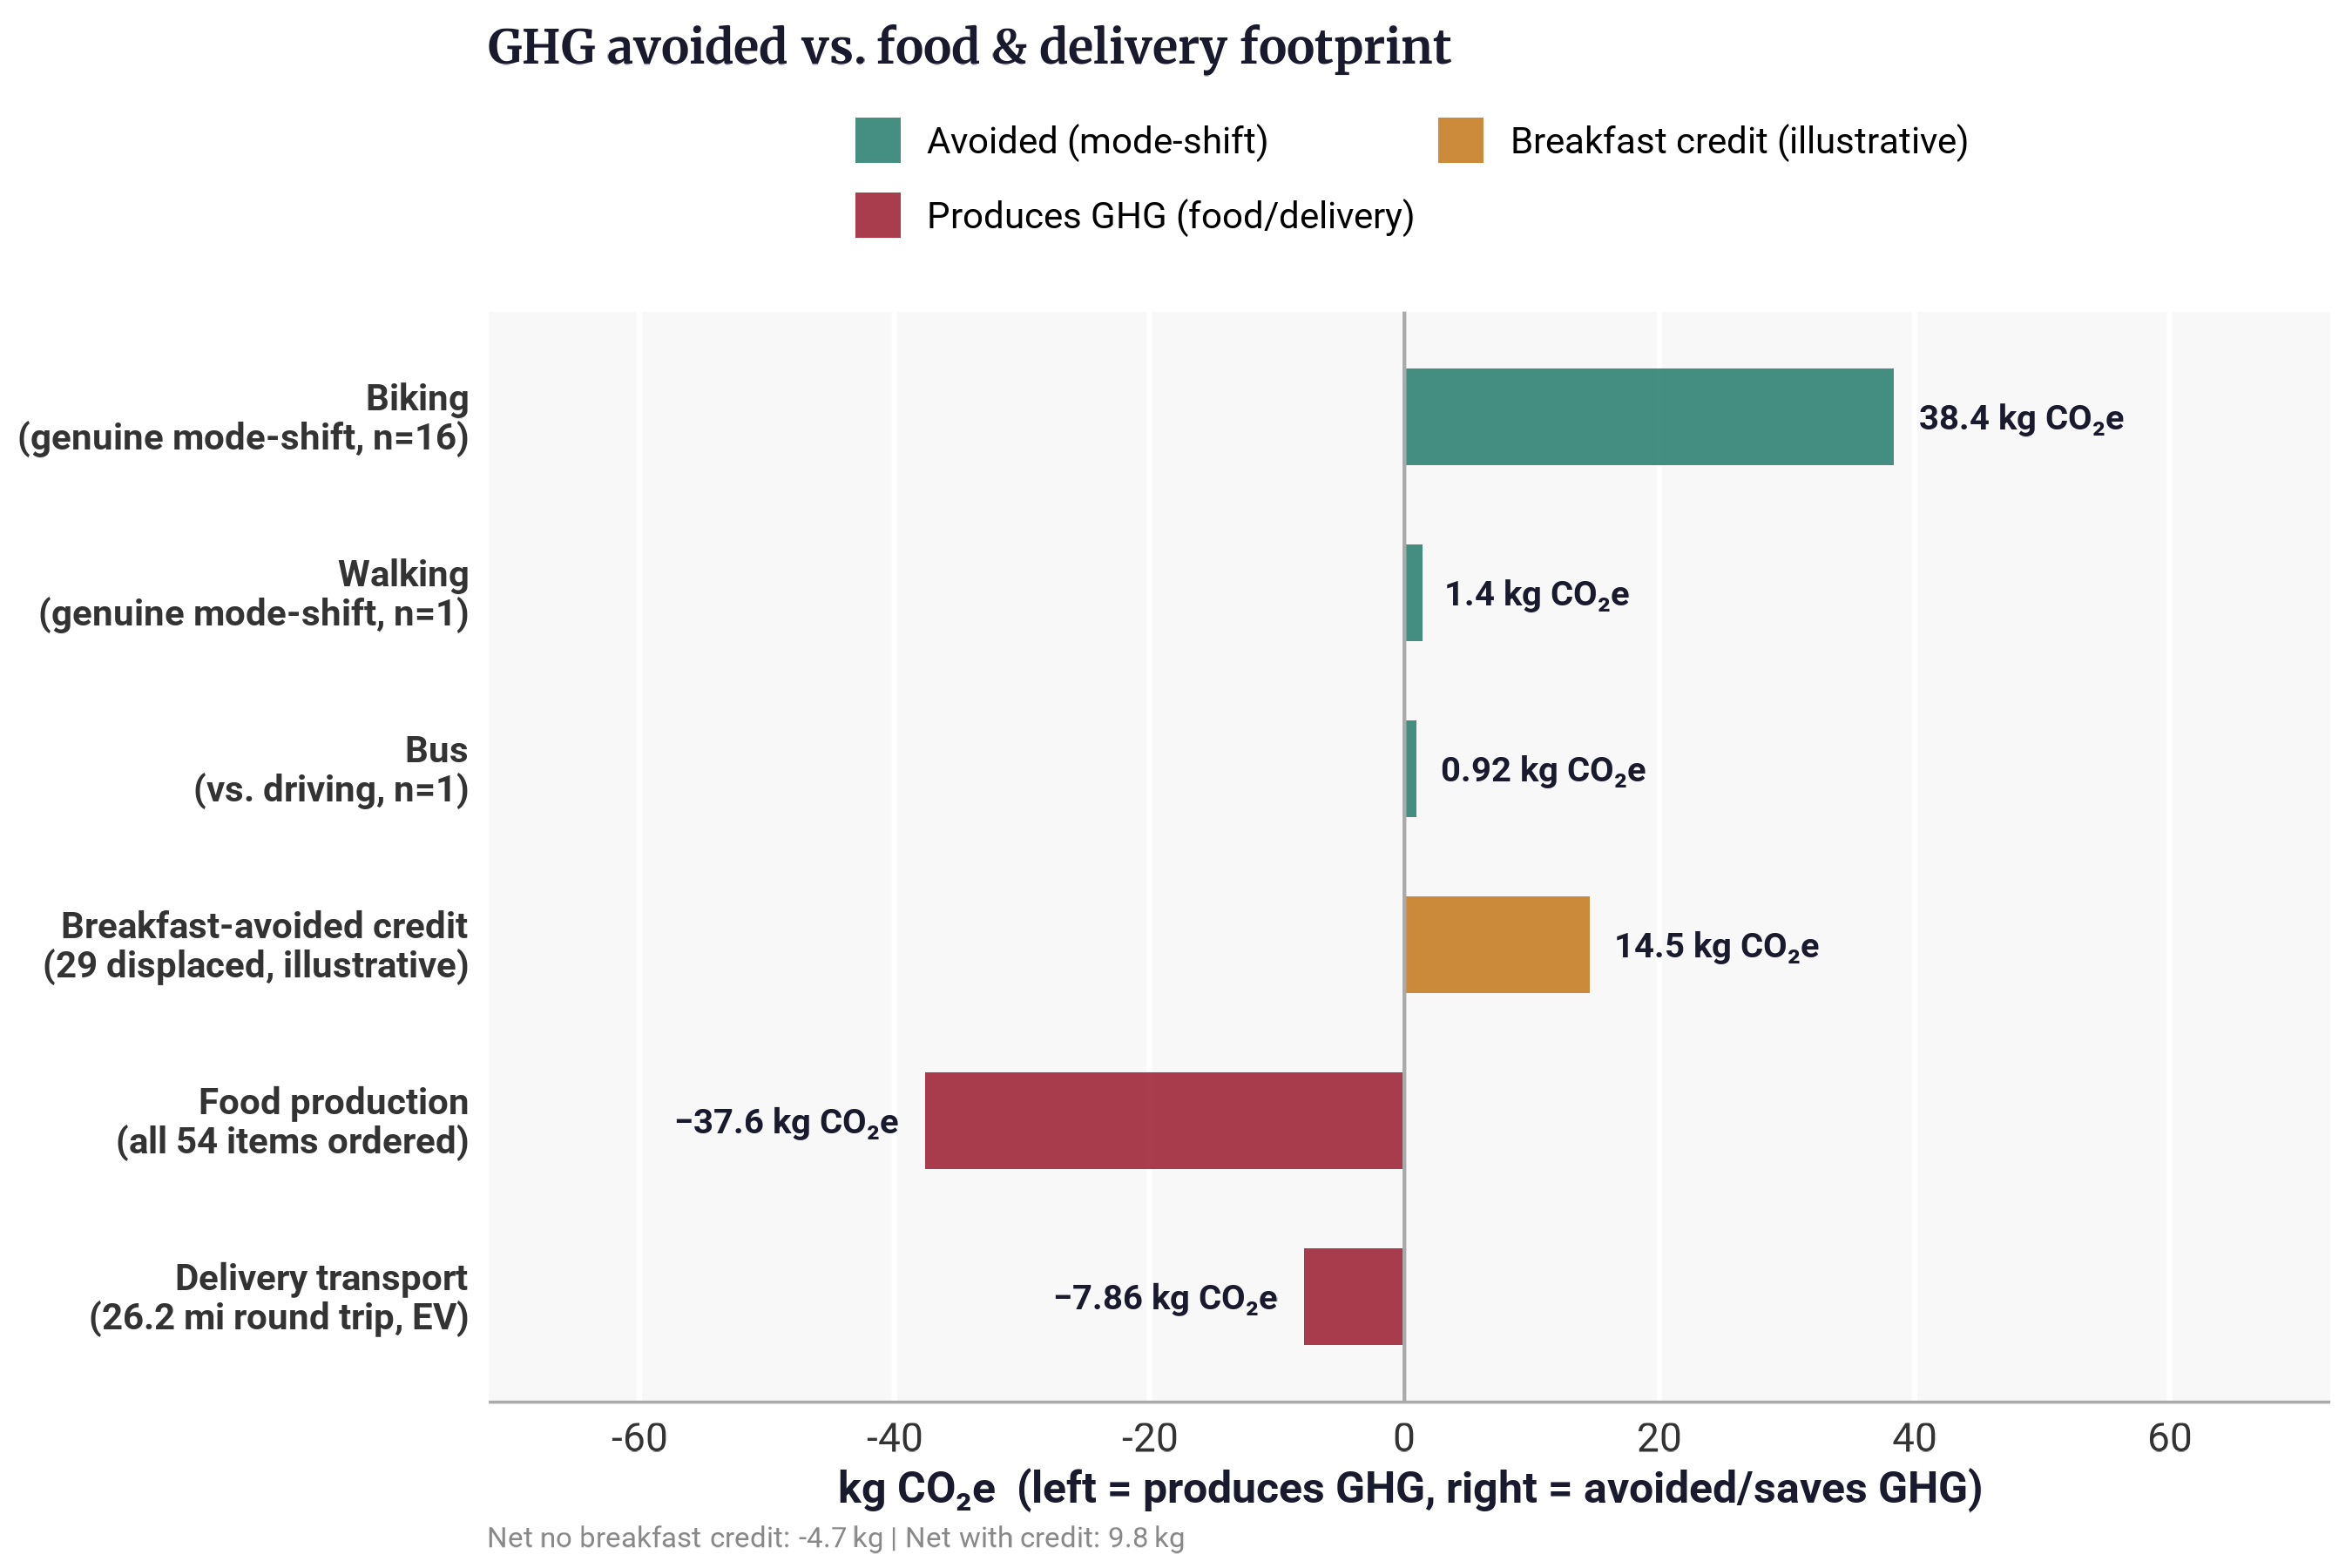 GHG avoided vs. food & delivery footprint
Avoided (mode-shift)
Breakfast credit (illustrative)
Produces GHG (food/delivery)
Biking
(genuine mode-shift, n=16)
38.4 kg CO₂e
Walking
(genuine mode-shift, n=1)
1.4 kg CO₂e
Bus
(vs. driving, n=1)
0.92 kg CO₂e
Breakfast-avoided credit
(29 displaced, illustrative)
14.5 kg CO₂e
Food production
(all 54 items ordered)
−37.6 kg CO₂e
Delivery transport
(26.2 mi round trip, EV)
−7.86 kg CO₂e
-60 -40 -20 0 20 40 60
kg CO₂e (left = produces GHG, right = avoided/saves GHG)
Net no breakfast credit: -4.7 kg | Net with credit: 9.8 kg